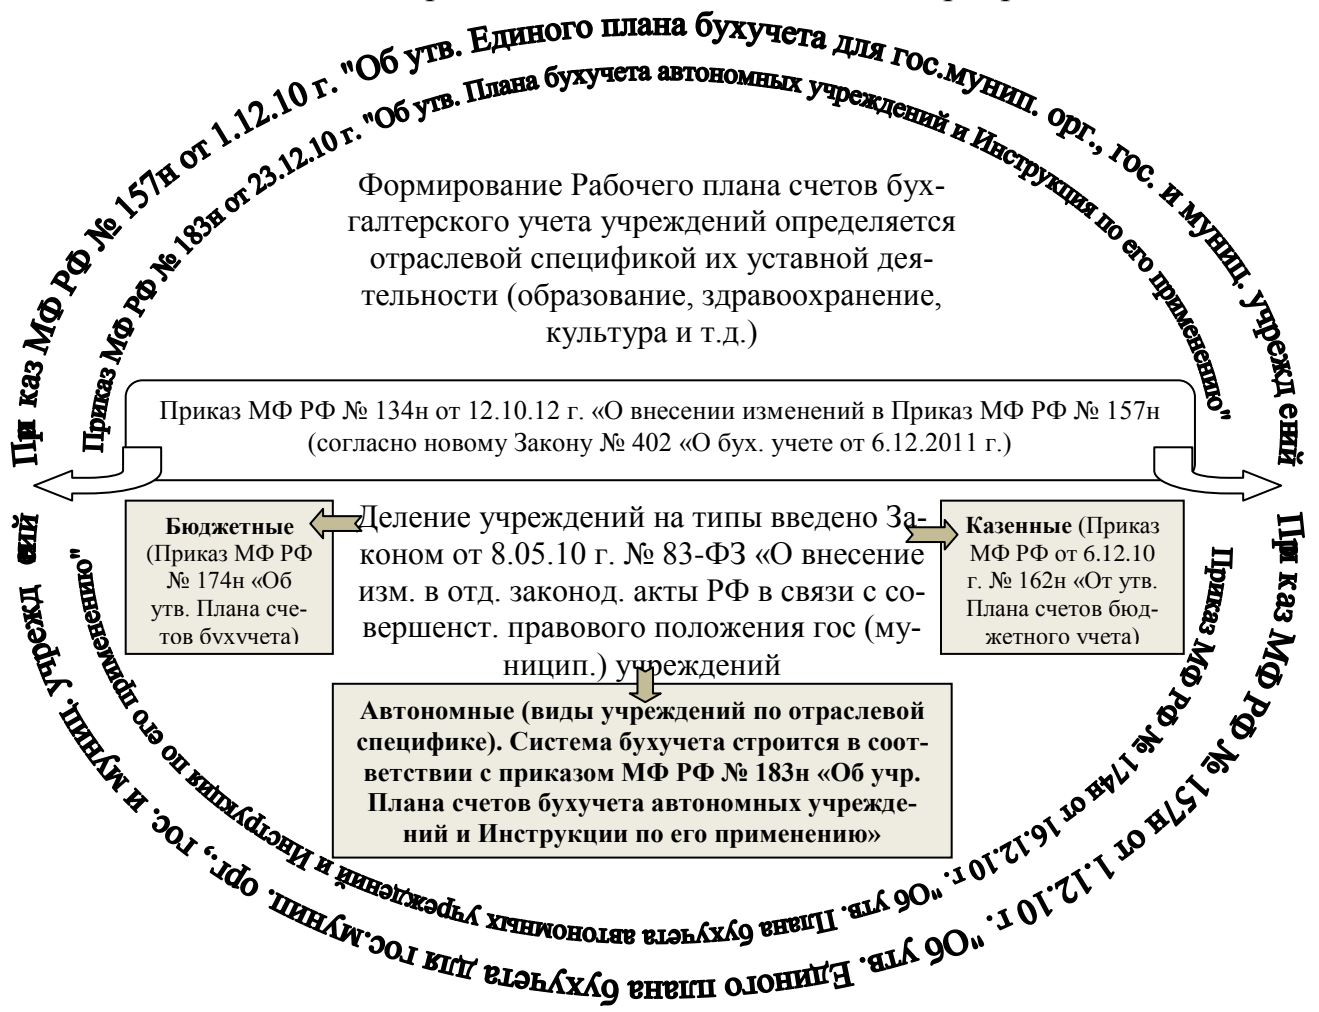 Приказ МФ РФ № 157н от 1.12.10 г. "Об утв. Единого плана бухучета для гос.мунип. орг., гос. и муниц. учреждений
Приказ МФ РФ № 183н от 23.12.10 г. "Об утв. Плана бухучета автономных учреждений и Инструкция по его применению"
Формирование Рабочего плана счетов бух-
галтерского учета учреждений определяется
отраслевой спецификой их уставной дея-
тельности (образование, здравоохранение,
культура и т.д.)
Приказ МФ РФ № 134н от 12.10.12 г. «О внесении изменений в Приказ МФ РФ № 157н
(согласно новому Закону № 402 «О бух. учете от 6.12.2011 г.)
Бюджетные
(Приказ МФ РФ
№ 174н «Об
утв. Плана сче-
тов бухучета)
Деление учреждений на типы введено За-
коном от 8.05.10 г. № 83-ФЗ «О внесение
изм. в отд. законод. акты РФ в связи с со-
вершенст. правового положения гос (му-
ницип.) учреждений
Казенные (Приказ
МФ РФ от 6.12.10
г. № 162н «От утв.
Плана счетов бюд-
жетного учета)
Автономные (виды учреждений по отраслевой
специфике). Система бухучета строится в соот-
ветствии с приказом МФ РФ № 183н «Об учр.
Плана счетов бухучета автономных учрежде-
ний и Инструкции по его применению»
Приказ МФ РФ № 174н от 16.12.10 г. "Об утв. Плана бухучета автономных учреждений и Инструкция по его применению"
Приказ МФ РФ № 157н от 1.12.10 г. "Об утв. Единого плана бухучета для гос.мунип. орг., гос. и муниц. учреждений